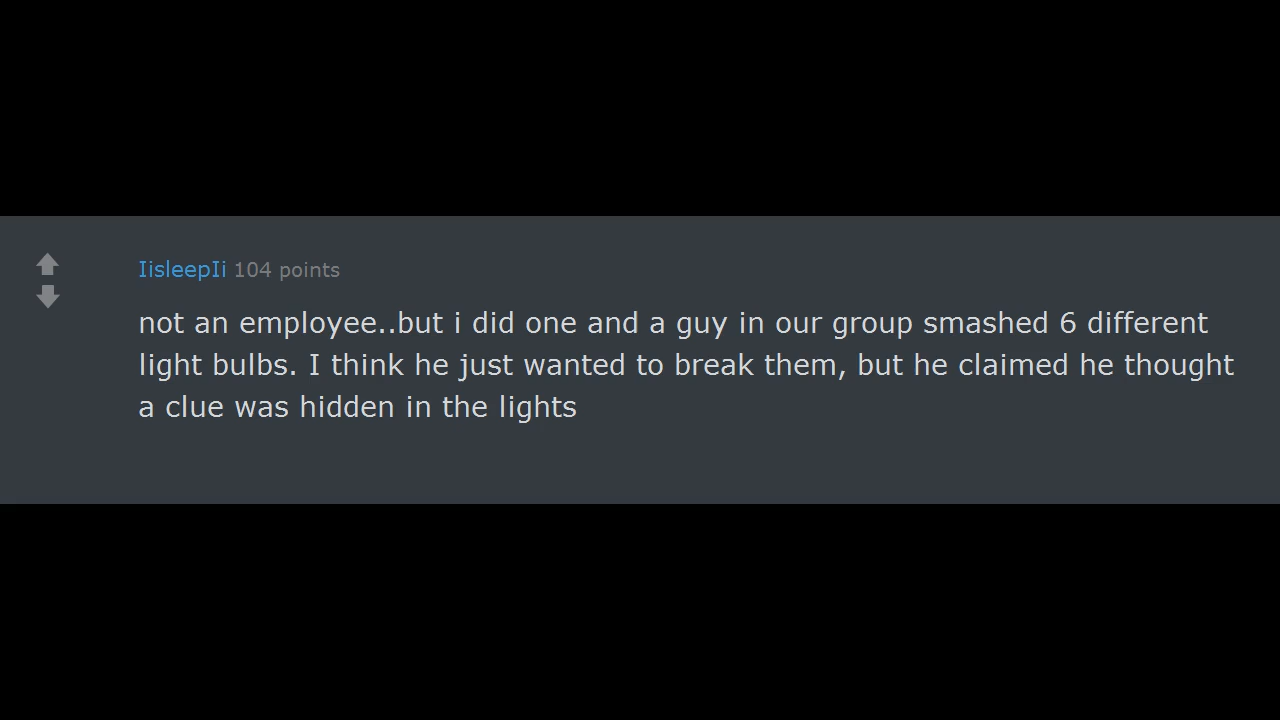 IisleepIi 104 points
not an employee..but i did one and a guy in our group smashed 6 different
light bulbs. I think he just wanted to break them, but he claimed he thought
a clue was hidden in the lights